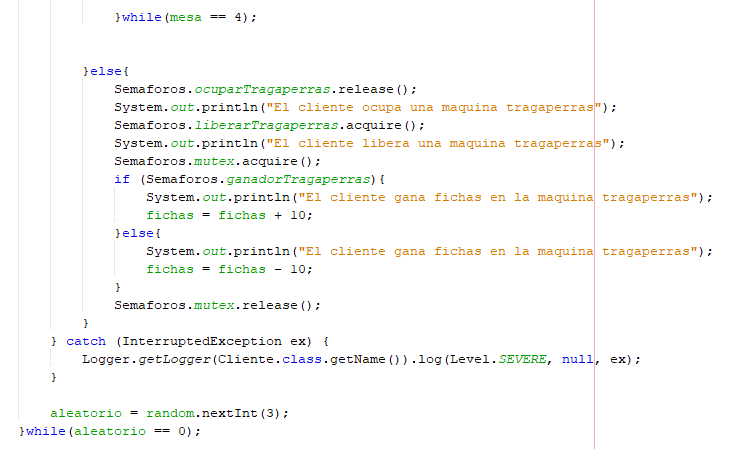 }while(mesa == 4);
}else{
Semaforos.ocuparTragaperras.release();
System.out.println("El cliente ocupa una maquina tragaperras");
Semaforos.liberarTragaperras.acquire();
System.out.println("El cliente libera una maquina tragaperras");
Semaforos.mutex.acquire();
if (Semaforos.ganadorTragaperras){
System.out.println("El cliente gana fichas en la maquina tragaperras");
fichas = fichas + 10;
}else{
System.out.println("El cliente gana fichas en la maquina tragaperras");
fichas = fichas - 10;
}
Semaforos.mutex.release();
}
} catch (InterruptedException ex) {
Logger.getLogger(Cliente.class.getName()).log(Level.SEVERE, null, ex);
}
aleatorio = random.nextInt(3);
}while(aleatorio == 0);